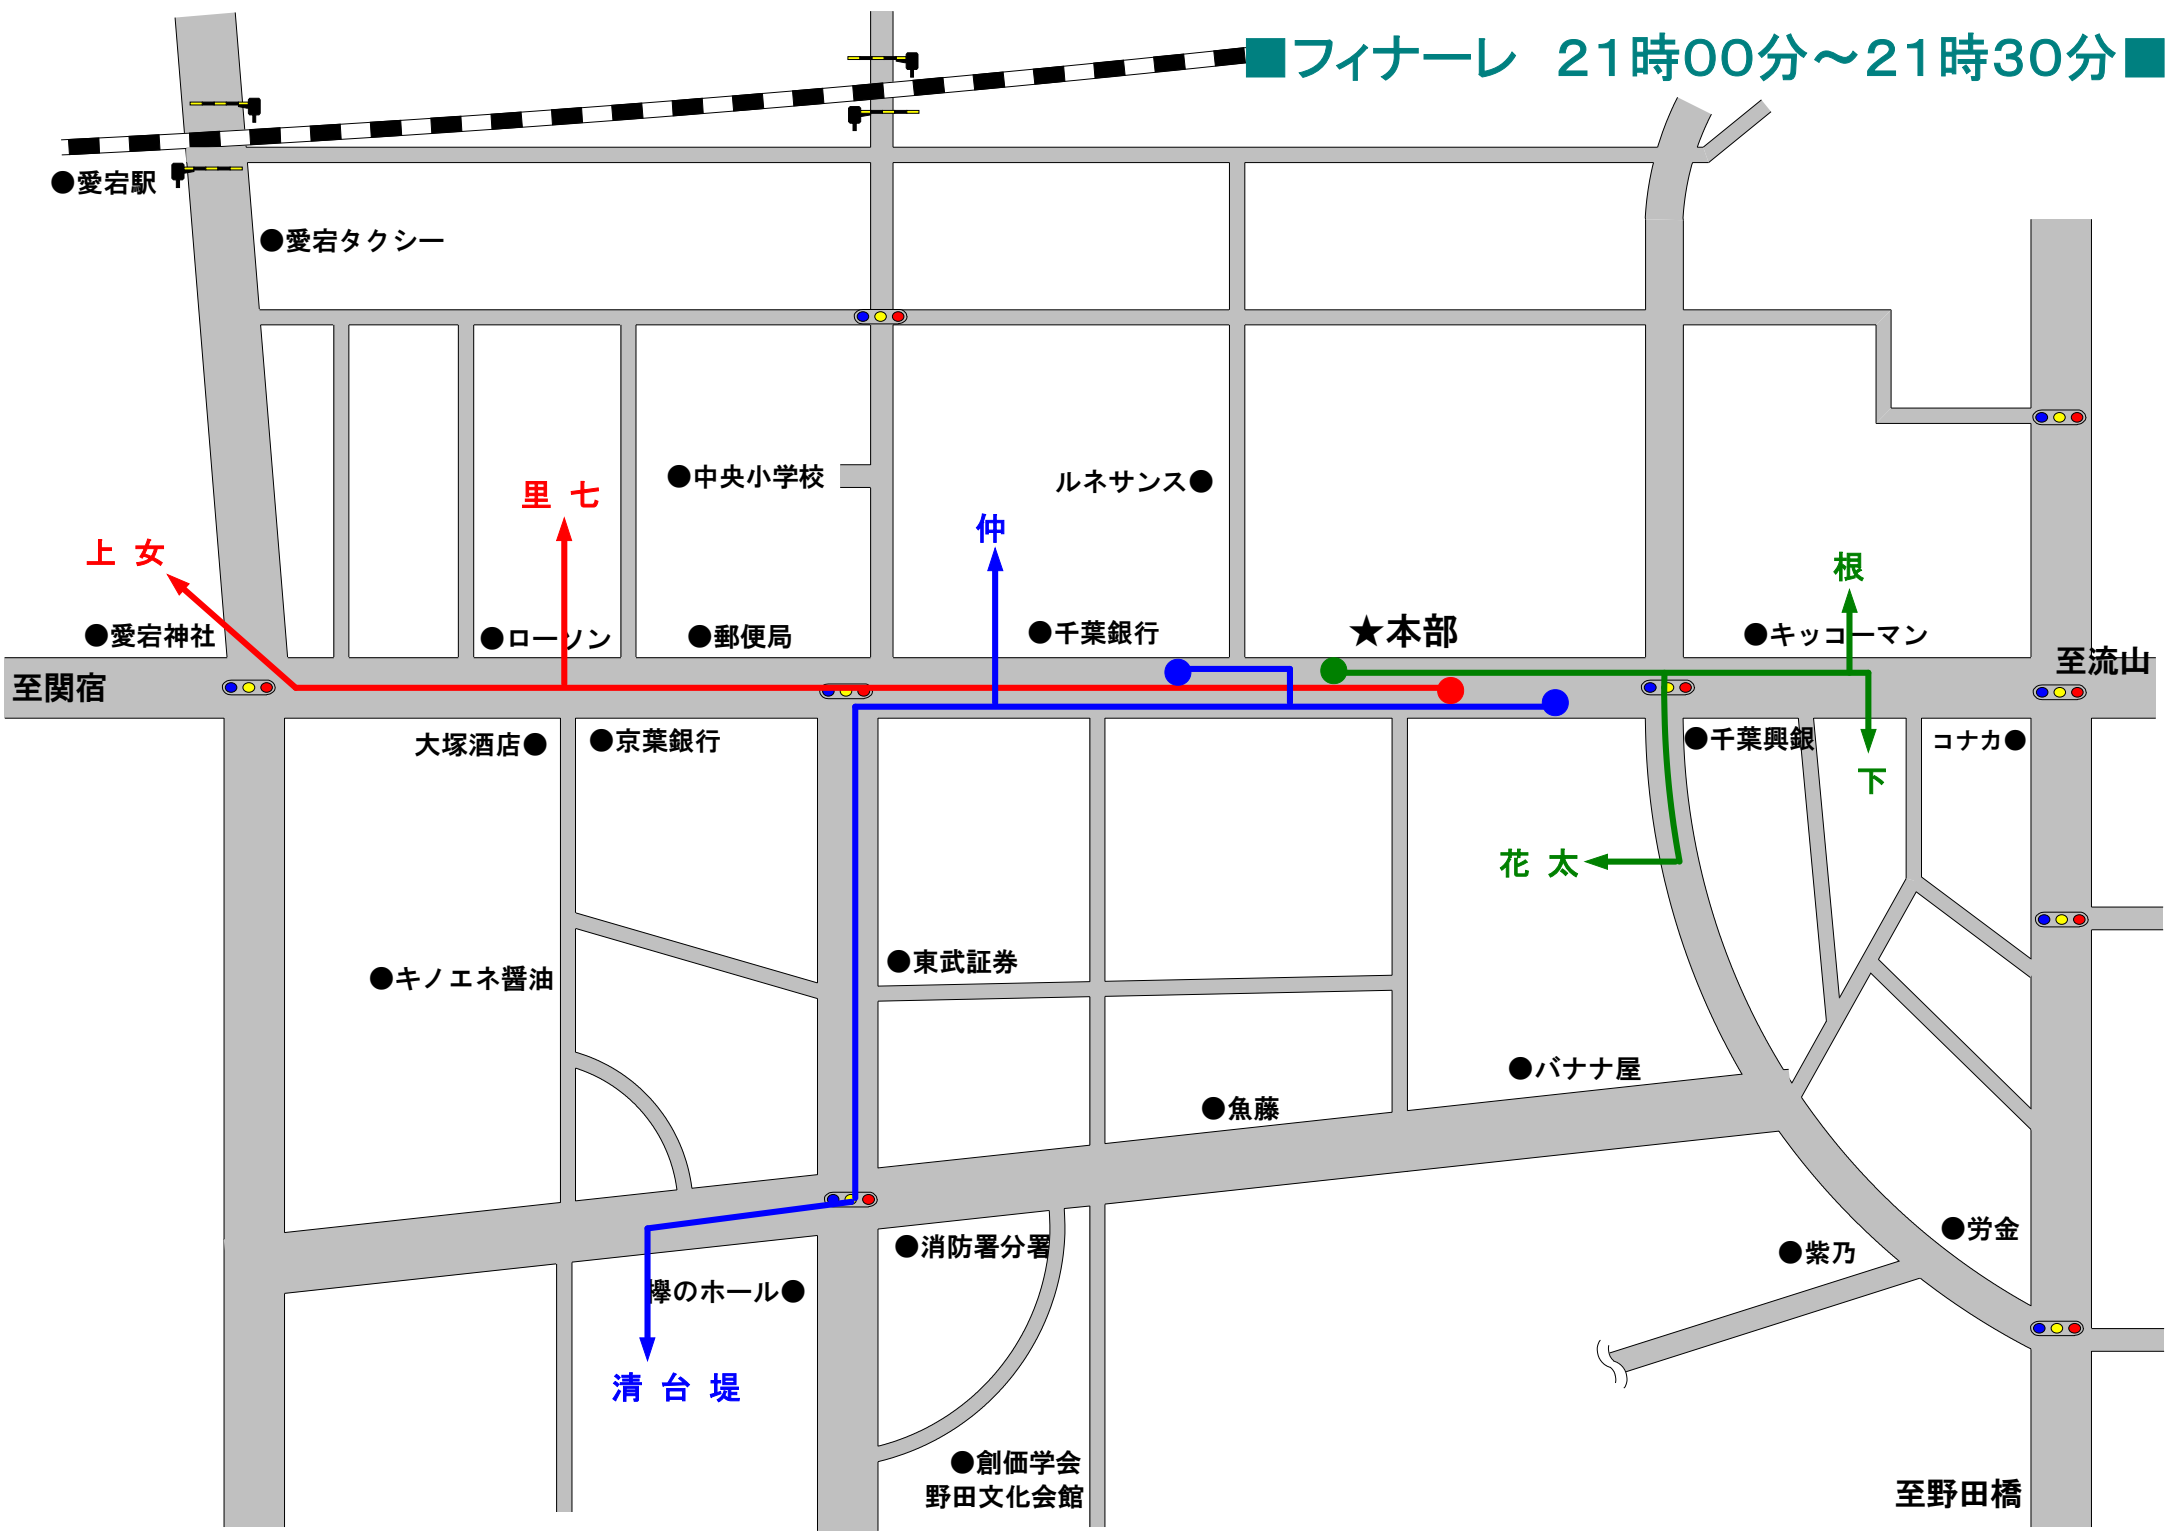 ■フィナーレ　21時00分～21時30分■
●愛宕駅
●愛宕タクシー
●中央小学校
ルネサンス●
里 七
仲
上 女
根
●愛宕神社
●ローソン
●郵便局
●千葉銀行
★本部
●キッコーマン
至関宿
至流山
大塚酒店●
●京葉銀行
●千葉興銀
コナカ●
下
花 太
●東武証券
●キノエネ醤油
●バナナ屋
●魚藤
●消防署分署
●労金
●紫乃
欅のホール●
清 台 堤
●創価学会
野田文化会館
至野田橋